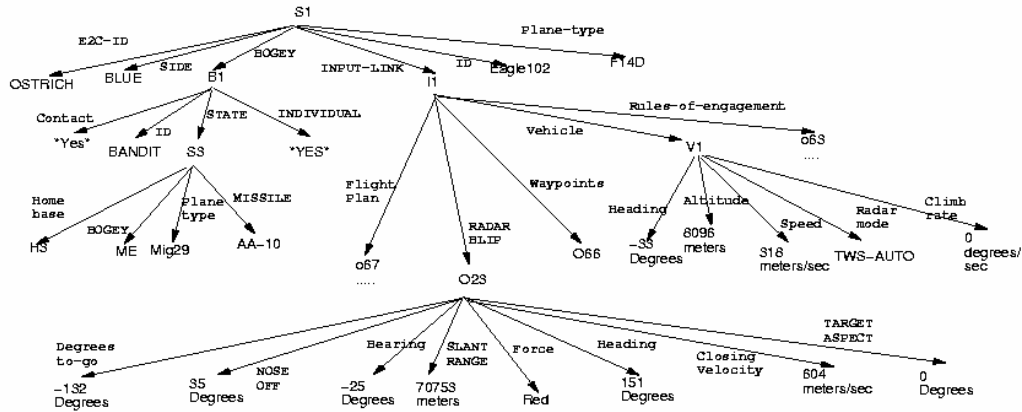 S1
Plane-type
E2C-ID
SIDE
BOGEY
INPUT-LINK
ID
OSTRICH
BLUE
B1
I1
Eagle102
F14D
Contact
ID
STATE
INDIVIDUAL
Rules-of-engagement
Vehicle
*Yes*
BANDIT
S3
*YES*
V1
o63
....
Home
base
BOGEY
Plane
type
MISSILE
Flight
Plan
RADAR
BLIP
Waypoints
Heading
Altitude
Speed
Radar
mode
Climb
rate
H3
ME
Mig29
AA-10
o67
.....
O23
O66
-33
Degrees
8096
meters
318
meters/sec
TWS-AUTO
0
degrees/
sec
Degrees
to-go
NOSE
OFF
Bearing
SLANT
RANGE
Force
Heading
Closing
Velocity
TARGET
ASPECT
-132
Degrees
35
Degrees
-25
Degrees
70753
meters
Red
151
Degrees
604
meters/sec
0
Degrees